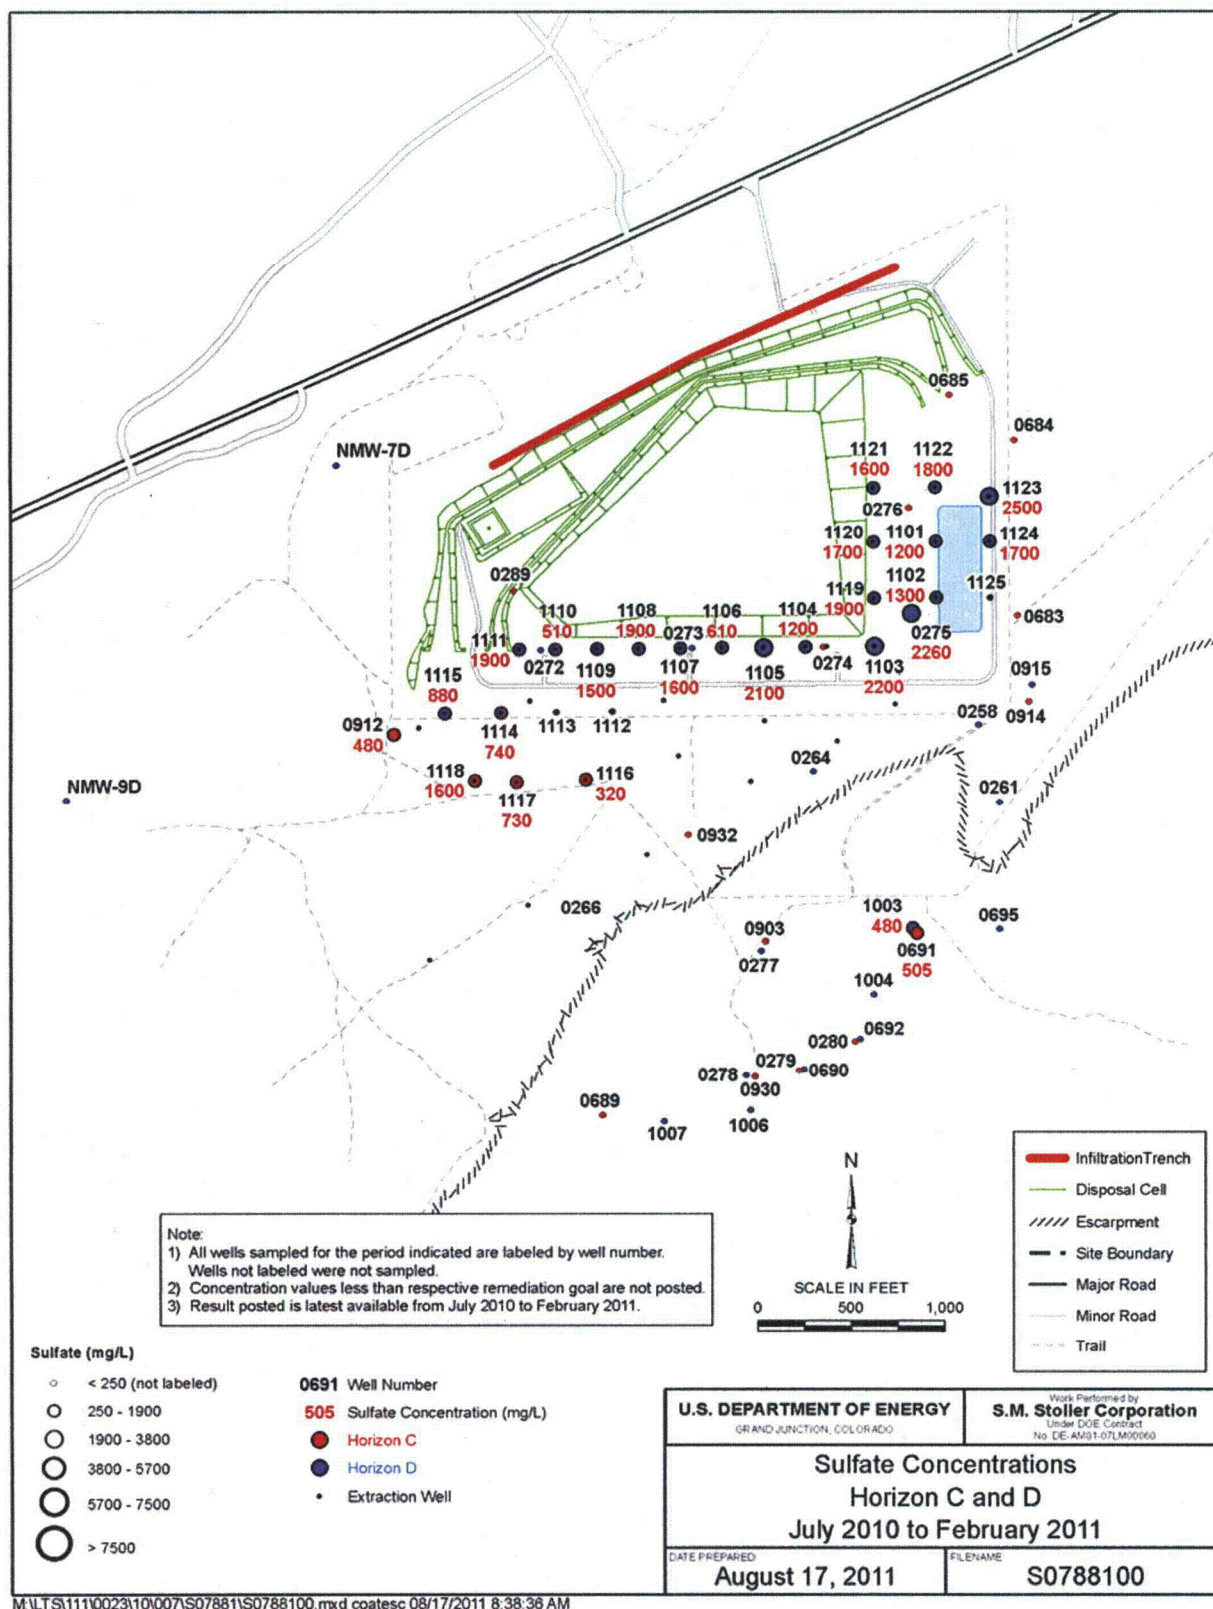 0685
0684
NMW-7D
1121
1600
1122
1800
1123
2500
0276
1120
1700
1101
1200
1124
1700
0289
1102
1300
1125
1119
1900
0683
0275
2260
1110
510
1108
1900
1106
610
1104
1200
1111
1900
0272
0273
0274
1109
1500
1107
1600
1105
2100
1103
2200
0915
0914
1115
880
0258
0912
480
1114
740
1113
1112
0264
NMW-9D
1118
1600
1117
730
1116
320
0261
0932
0266
1003
480
0695
0903
0691
505
0277
1004
0280
0692
0279
0278
0690
0930
0689
1006
1007
N
SCALE IN FEET
0 500 1,000
InfiltrationTrench
Disposal Cell
Escarpment
Site Boundary
Major Road
Minor Road
Trail
Note:
1) All wells sampled for the period indicated are labeled by well number.
Wells not labeled were not sampled.
2) Concentration values less than respective remediation goal are not posted.
3) Result posted is latest available from July 2010 to February 2011.
Sulfate (mg/L)
< 250 (not labeled)
250 - 1900
1900 - 3800
3800 - 5700
5700 - 7500
> 7500
0691 Well Number
505 Sulfate Concentration (mg/L)
Horizon C
Horizon D
Extraction Well
U.S. DEPARTMENT OF ENERGY
GRAND JUNCTION, COLORADO
Work Performed by
S.M. Stoller Corporation
Under DOE Contract
No. DE-AM01-07LM00060
Sulfate Concentrations
Horizon C and D
July 2010 to February 2011
DATE PREPARED
August 17, 2011
FILENAME
S0788100
M:\LTS\111\0023\10\007\S07881\S0788100.mxd coatesc 08/17/2011 8:38:36 AM